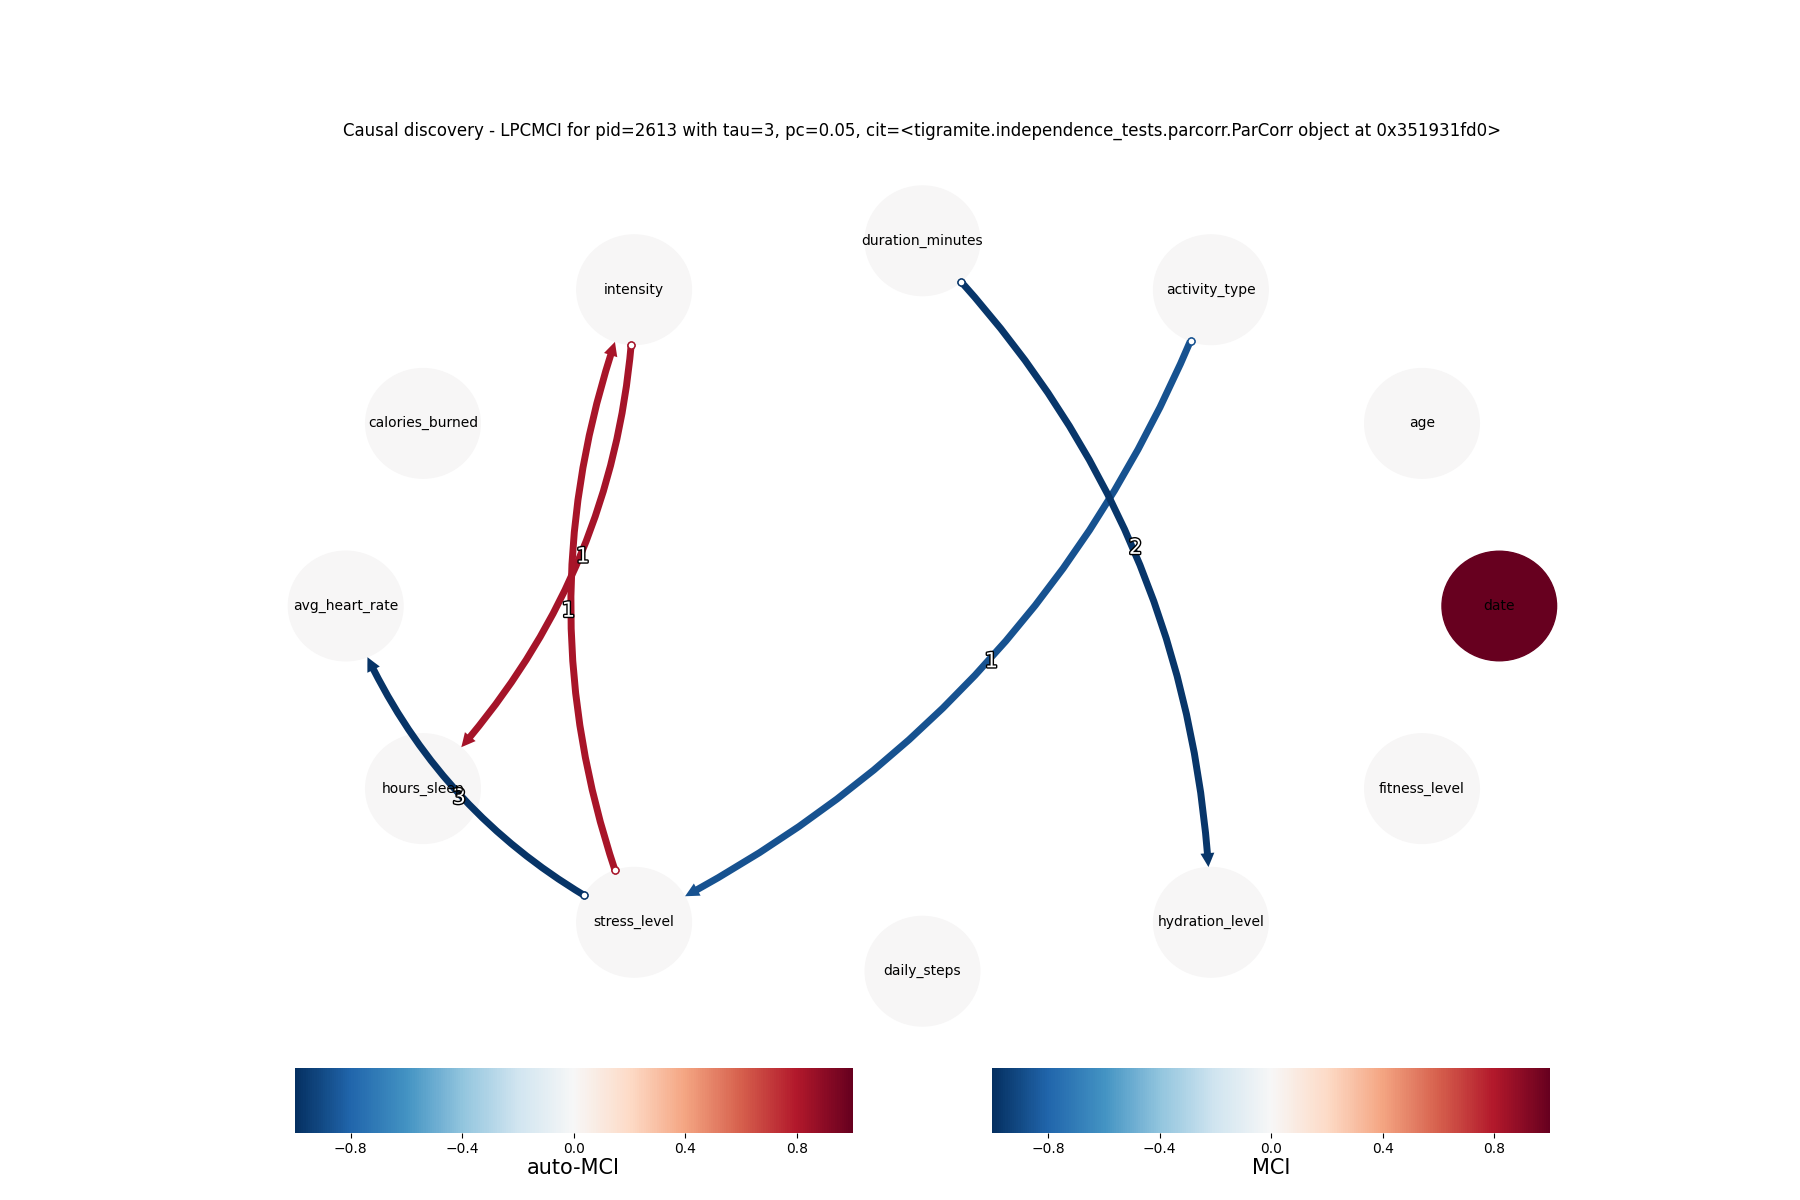 Causal discovery - LPCMCI for pid=2613 with tau=3, pc=0.05, cit=<tigramite.independence_tests.parcorr.ParCorr object at 0x351931fd0>
duration_minutes
intensity
activity_type
calories_burned
age
2
1
avg_heart_rate
date
1
1
hours_sleep
3
fitness_level
stress_level
hydration_level
daily_steps
−0.8 −0.4 0.0 0.4 0.8
auto-MCI
−0.8 −0.4 0.0 0.4 0.8
MCI